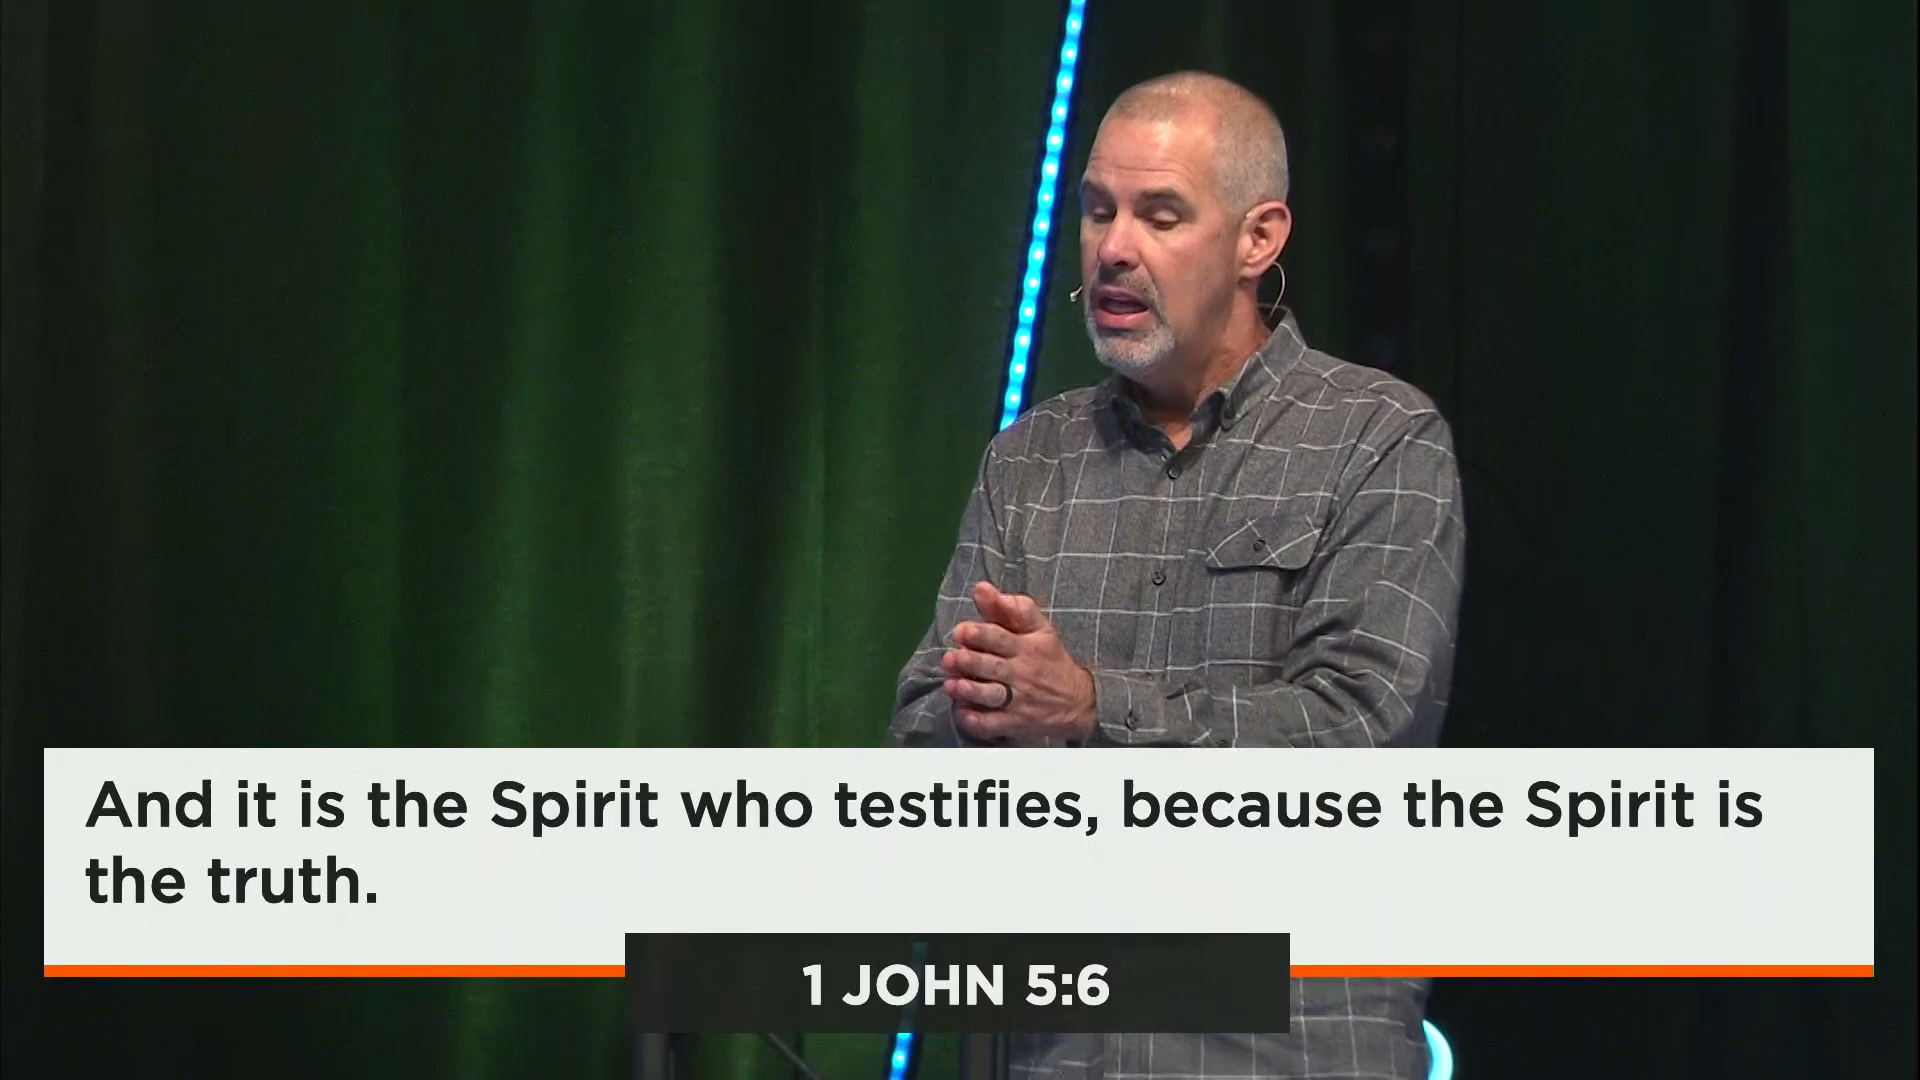 And it is the Spirit who testifies, because the Spirit is
the truth.
1 JOHN 5:6